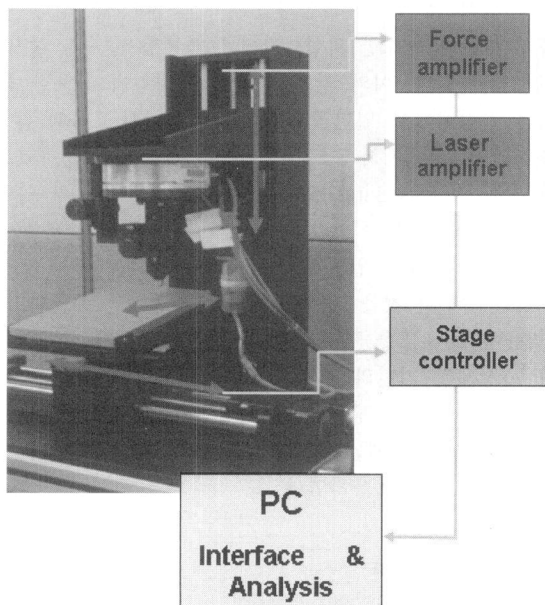 Force
amplifier
Laser
amplifier
Stage
controller
PC
Interface &
Analysis